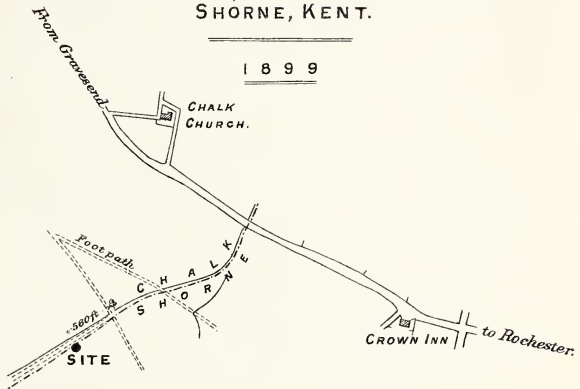 SHORNE, KENT.
1899
From Gravesend
CHALK
CHURCH.
Foot path
CHALK
SHORNE
560ft
SITE
CROWN INN
to Rochester.